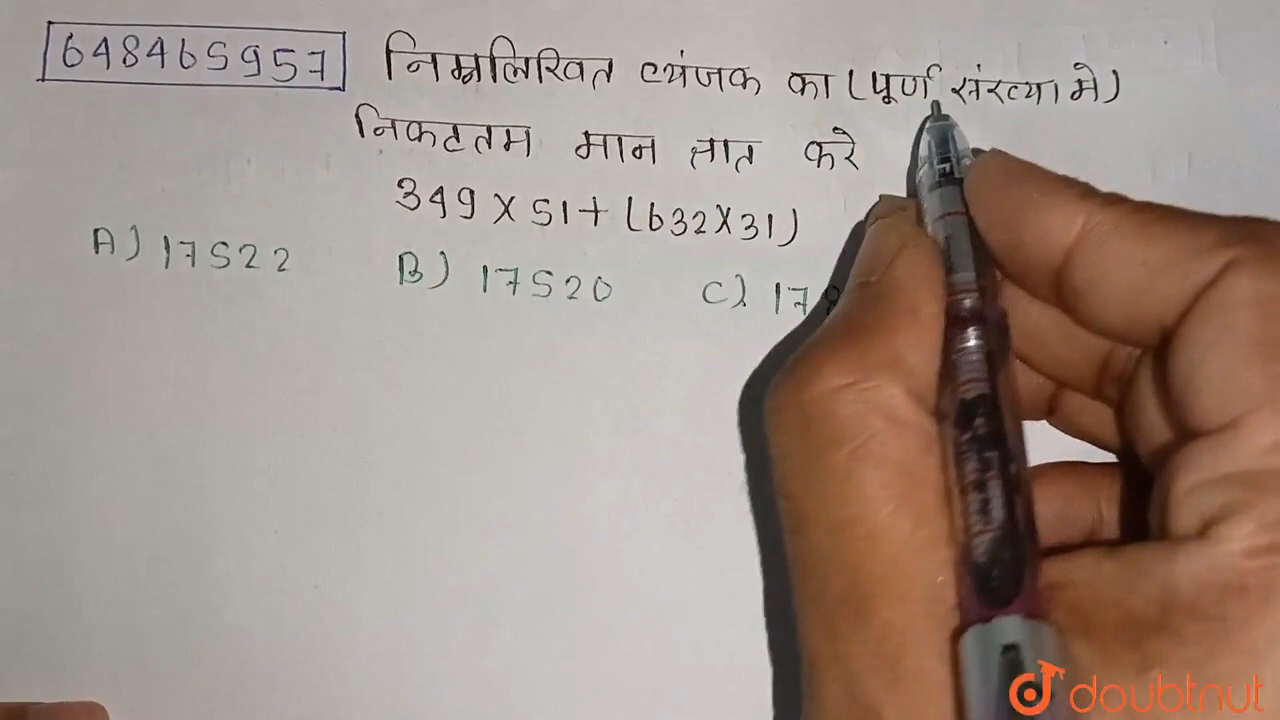 648465957 निम्नलिखित व्यंजक का (पूर्ण संख्या मे)
निकटतम मान ज्ञात करे
349 × 51 + (632 × 31)
A) 17522 B) 17520 C) 17
doubtnut